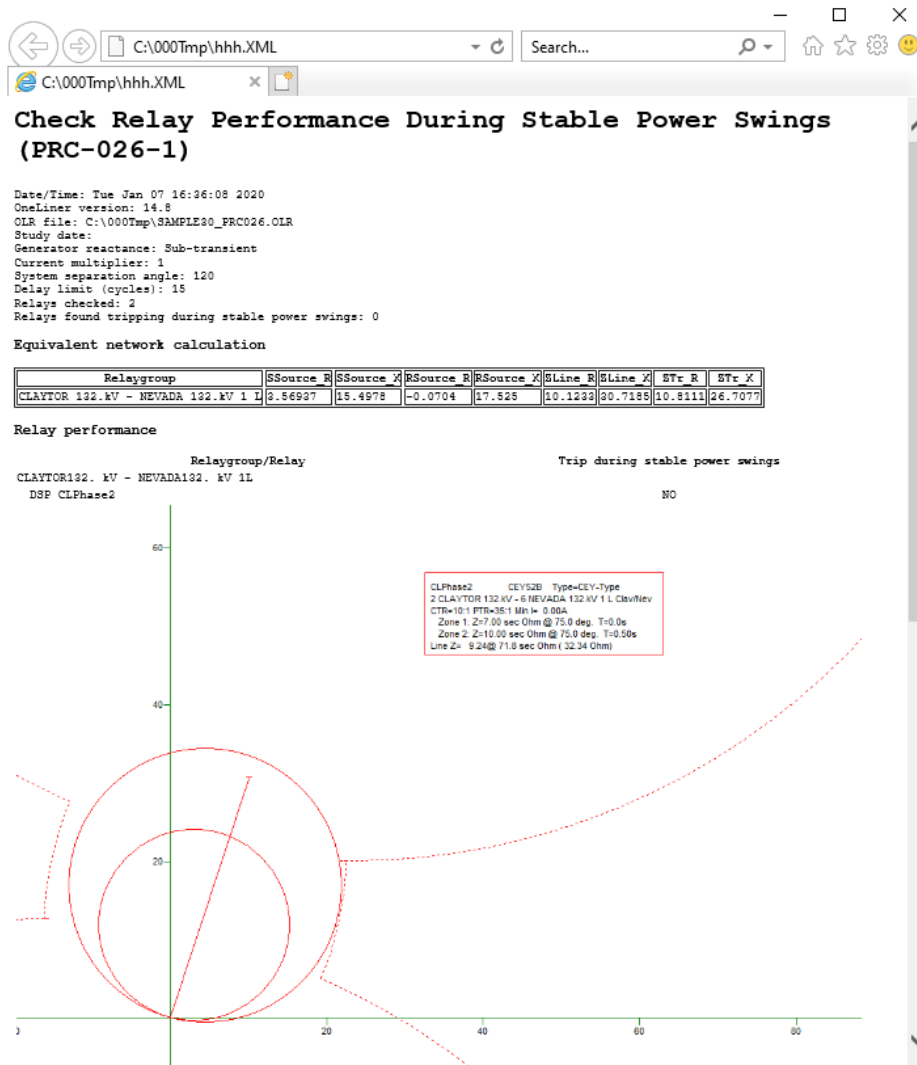 C:\000Tmp\hhh.XML
Search...
C:\000Tmp\hhh.XML
Check Relay Performance During Stable Power Swings
(PRC-026-1)
Date/Time: Tue Jan 07 16:36:08 2020
OneLiner version: 14.8
OLR file: C:\000Tmp\SAMPLE30_PRC026.OLR
Study date:
Generator reactance: Sub-transient
Current multiplier: 1
System separation angle: 120
Delay limit (cycles): 15
Relays checked: 2
Relays found tripping during stable power swings: 0
Equivalent network calculation
Relaygroup SSource_R SSource_X RSource_R RSource_X ZLine_R ZLine_X ZTr_R ZTr_X
CLAYTOR 132.kV - NEVADA 132.kV 1 L 3.56937 15.4978 -0.0704 17.525 10.1233 30.7185 10.8111 26.7077
Relay performance
Relaygroup/Relay Trip during stable power swings
CLAYTOR132. kV - NEVADA132. kV 1L
DSP CLPhase2 NO
60
CLPhase2 CEY52B Type=CEY-Type
2 CLAYTOR 132.kV - 6 NEVADA 132.kV 1 L Clav/Nev
CTR=10:1 PTR=35:1 Min I= 0.00A
Zone 1: Z=7.00 sec Ohm @ 75.0 deg. T=0.0s
Zone 2: Z=10.00 sec Ohm @ 75.0 deg. T=0.50s
Line Z= 9.24@ 71.8 sec Ohm ( 32.34 Ohm)
40
20
20 40 60 80